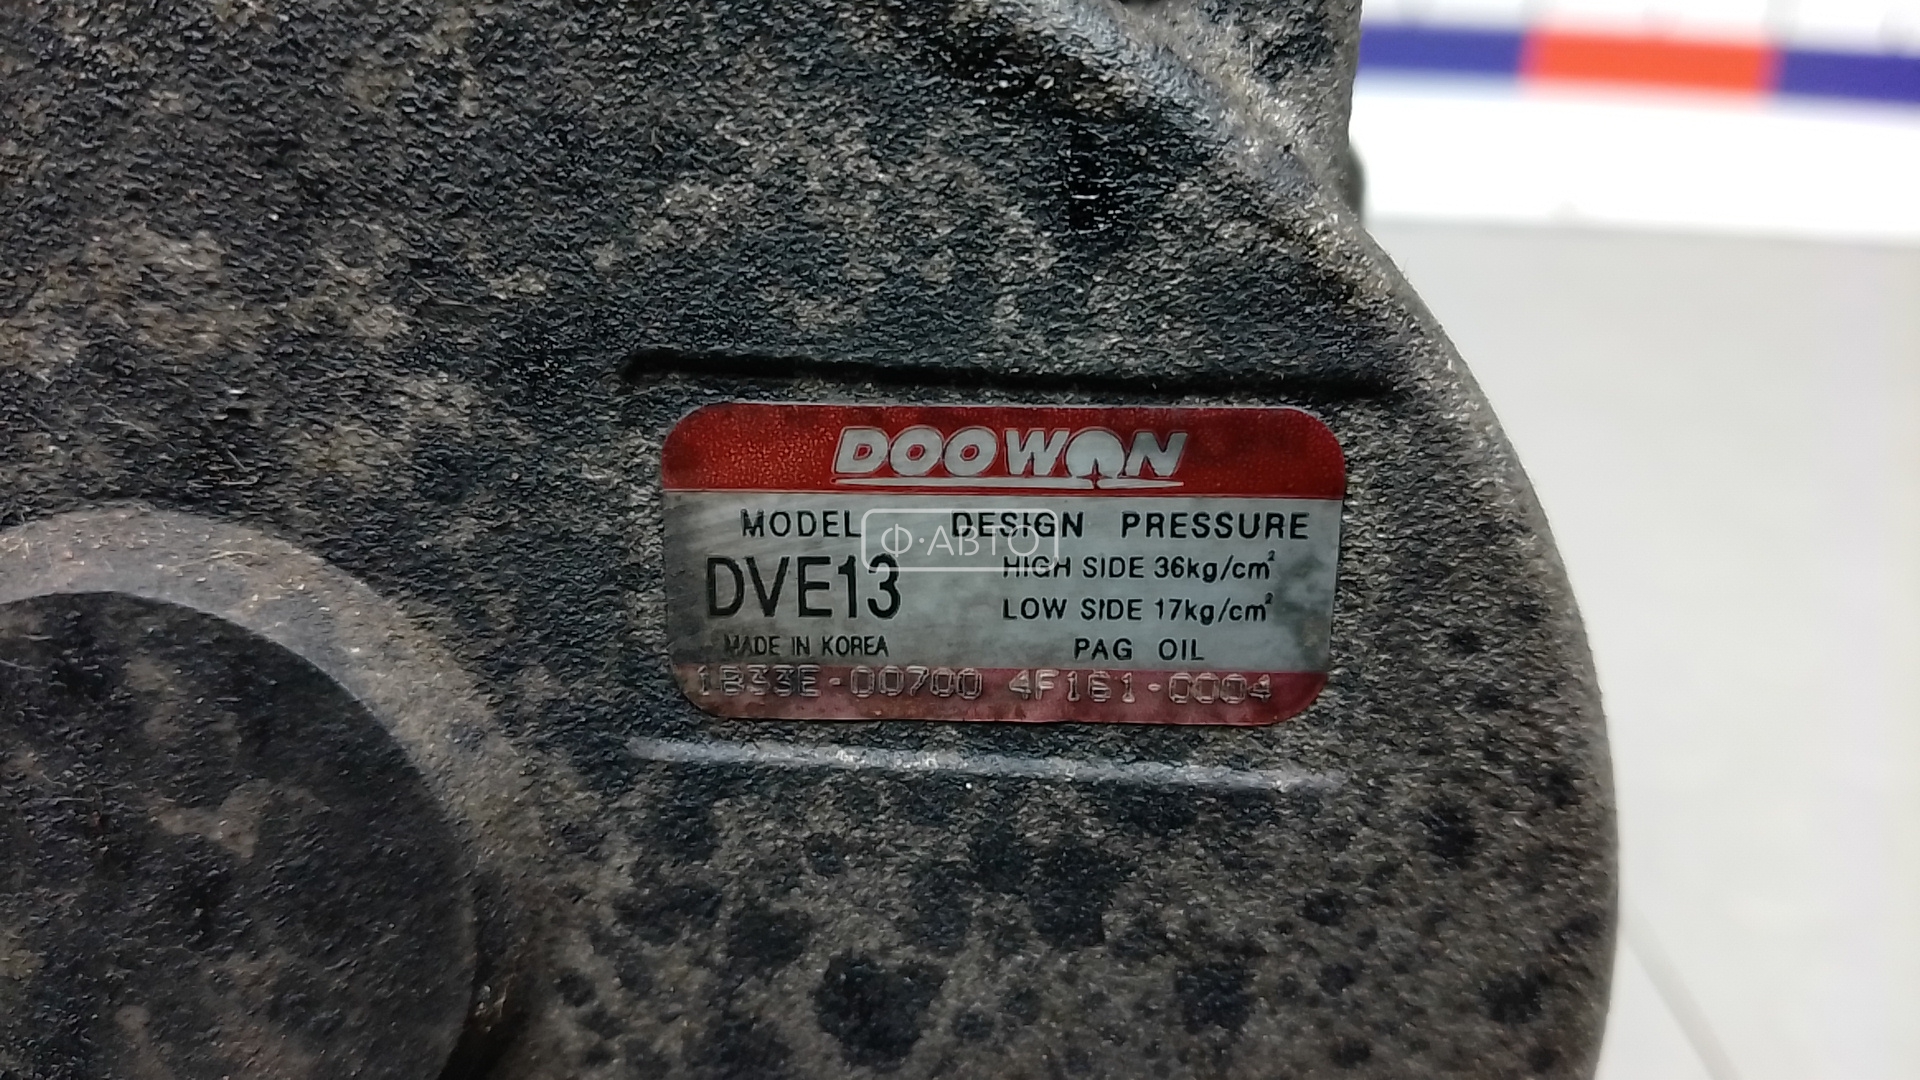 DOOWON
MODEL DESIGN PRESSURE
Ф·АВТО
DVE13 HIGH SIDE 36kg/cm²
LOW SIDE 17kg/cm²
MADE IN KOREA PAG OIL
1B33E-00700 4F161-0004